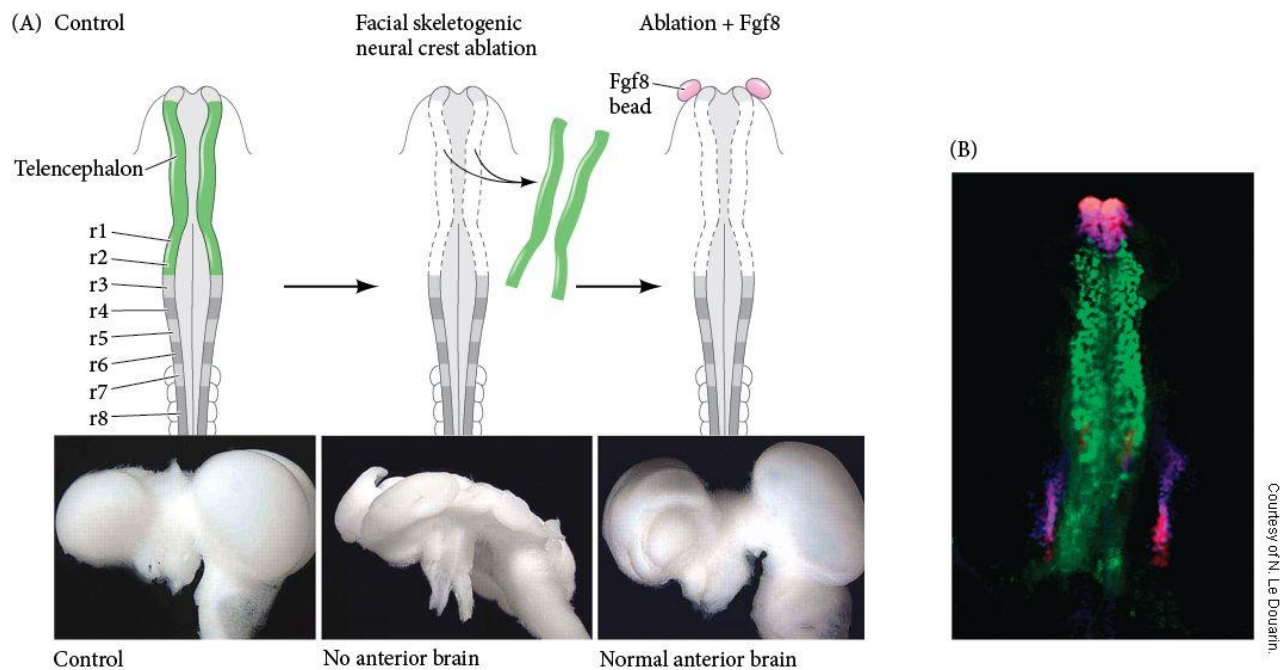 (A) Control
Facial skeletogenic
neural crest ablation
Ablation + Fgf8
Fgf8
bead
Telencephalon
r1
r2
r3
r4
r5
r6
r7
r8
Control
No anterior brain
Normal anterior brain
(B)
Courtesy of N. Le Douarin.